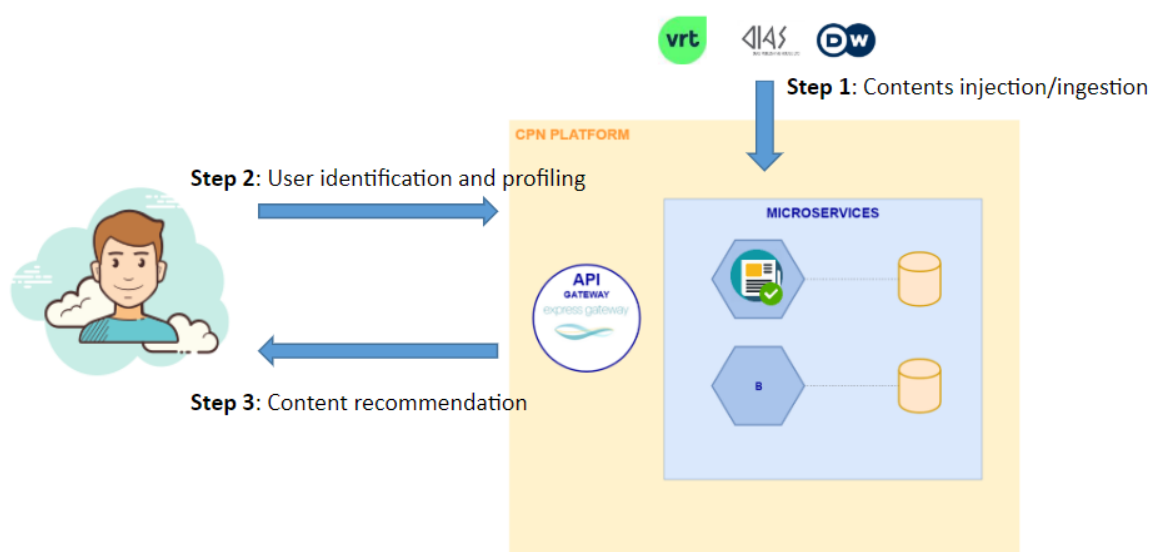 vrt
DIAS
DW
Step 1: Contents injection/ingestion
CPN PLATFORM
Step 2: User identification and profiling
MICROSERVICES
API
GATEWAY
express gateway
B
Step 3: Content recommendation